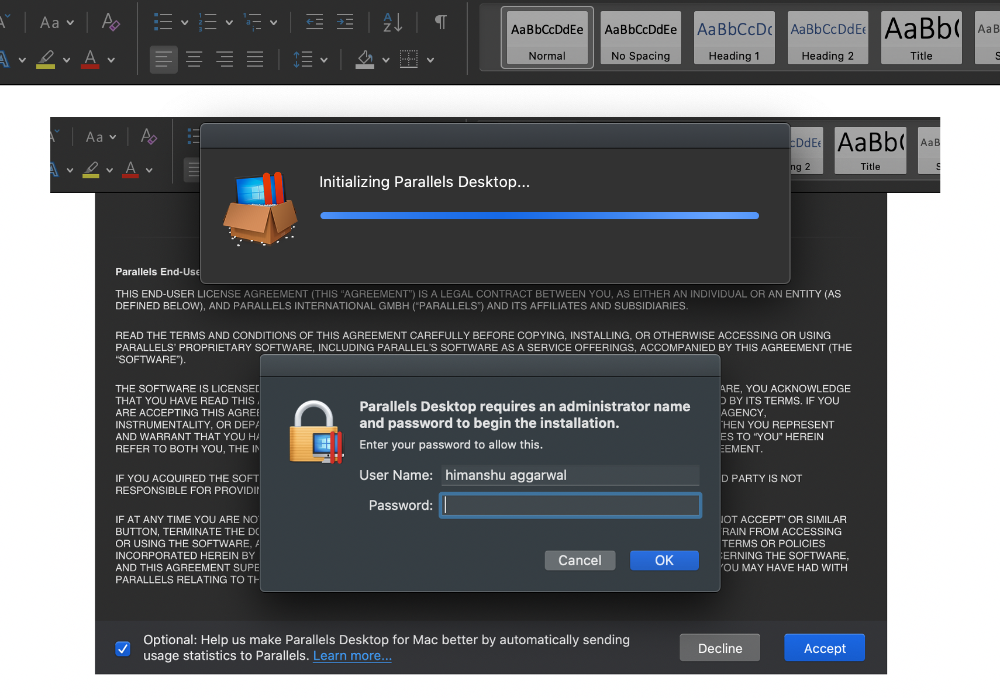 Aa
A
AaBbCcDdEe
AaBbCcDdEe
AaBbCcDc
AaBbCcDdEe
AaBb(
AaB
A
A
Normal
No Spacing
Heading 1
Heading 2
Title
S
Aa
A
cDdEe
AaBb(
AaB
A
A
ng 2
Title
S
Initializing Parallels Desktop...
Parallels End-Use
THIS END-USER LICENSE AGREEMENT (THIS “AGREEMENT”) IS A LEGAL CONTRACT BETWEEN YOU, AS EITHER AN INDIVIDUAL OR AN ENTITY (AS
DEFINED BELOW), AND PARALLELS INTERNATIONAL GMBH (“PARALLELS”) AND ITS AFFILIATES AND SUBSIDIARIES.
READ THE TERMS AND CONDITIONS OF THIS AGREEMENT CAREFULLY BEFORE COPYING, INSTALLING, OR OTHERWISE ACCESSING OR USING
PARALLELS’ PROPRIETARY SOFTWARE, INCLUDING PARALLEL’S SOFTWARE AS A SERVICE OFFERINGS, ACCOMPANIED BY THIS AGREEMENT (THE
“SOFTWARE”).
THE SOFTWARE IS LICENSED ARE, YOU ACKNOWLEDGE
THAT YOU HAVE READ THIS D BY ITS TERMS. IF YOU
ARE ACCEPTING THIS AGREE AGENCY,
INSTRUMENTALITY, OR DEPA THEN YOU REPRESENT
AND WARRANT THAT YOU HA ES TO “YOU” HEREIN
REFER TO BOTH YOU, THE IN EEMENT.
IF YOU ACQUIRED THE SOFT D PARTY IS NOT
RESPONSIBLE FOR PROVIDIN
IF AT ANY TIME YOU ARE NO NOT ACCEPT” OR SIMILAR
BUTTON, TERMINATE THE DO RAIN FROM ACCESSING
OR USING THE SOFTWARE, A TERMS OR POLICIES
INCORPORATED HEREIN BY CERNING THE SOFTWARE,
AND THIS AGREEMENT SUPE YOU MAY HAVE HAD WITH
PARALLELS RELATING TO TH
Parallels Desktop requires an administrator name
and password to begin the installation.
Enter your password to allow this.
User Name: himanshu aggarwal
Password:
Cancel OK
Optional: Help us make Parallels Desktop for Mac better by automatically sending
usage statistics to Parallels. Learn more...
Decline Accept